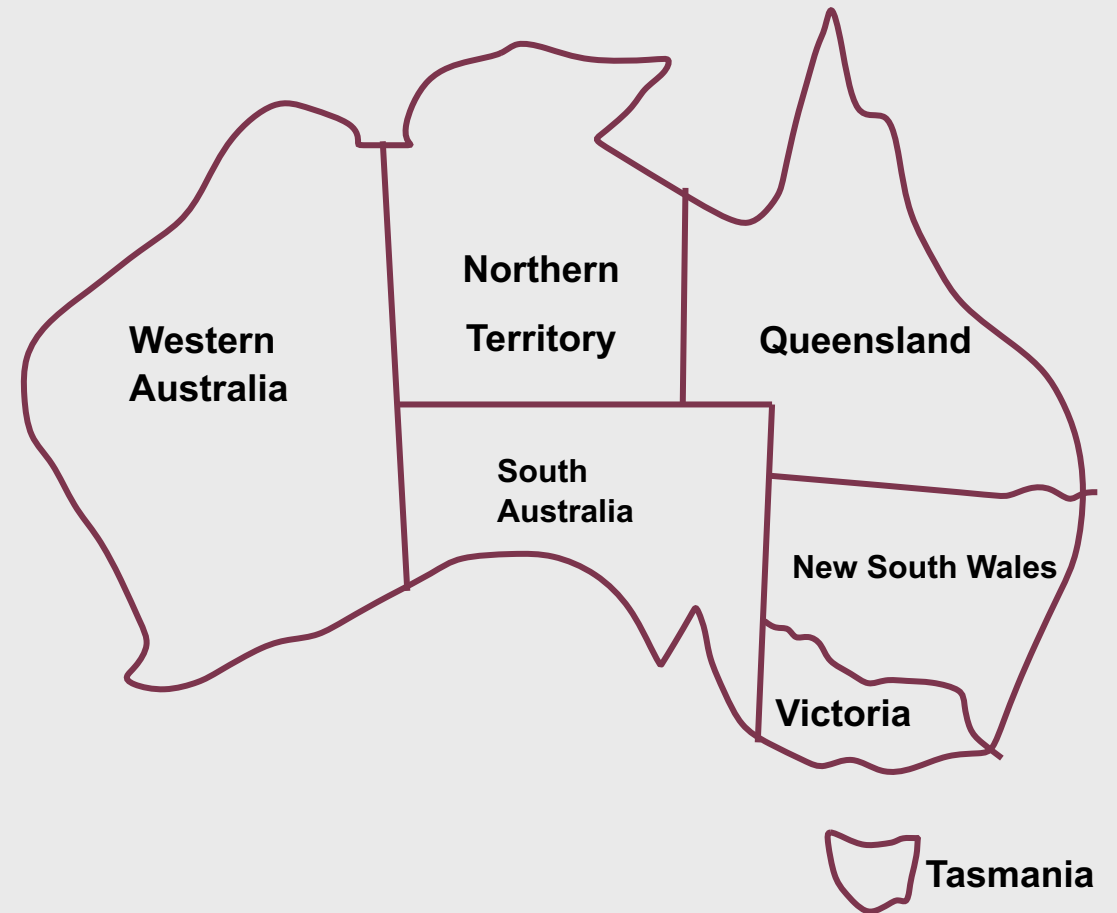 Northern
Territory
Western
Australia
Queensland
South
Australia
New South Wales
Victoria
Tasmania